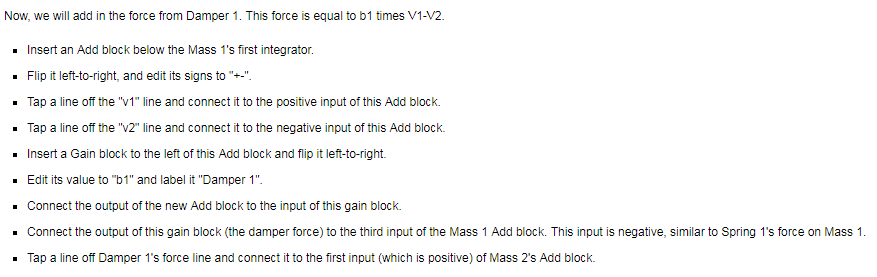 Now, we will add in the force from Damper 1. This force is equal to b1 times V1-V2.
Insert an Add block below the Mass 1's first integrator.
Flip it left-to-right, and edit its signs to "+-".
Tap a line off the "v1" line and connect it to the positive input of this Add block.
Tap a line off the "v2" line and connect it to the negative input of this Add block.
Insert a Gain block to the left of this Add block and flip it left-to-right.
Edit its value to "b1" and label it "Damper 1".
Connect the output of the new Add block to the input of this gain block.
Connect the output of this gain block (the damper force) to the third input of the Mass 1 Add block. This input is negative, similar to Spring 1's force on Mass 1.
Tap a line off Damper 1's force line and connect it to the first input (which is positive) of Mass 2's Add block.